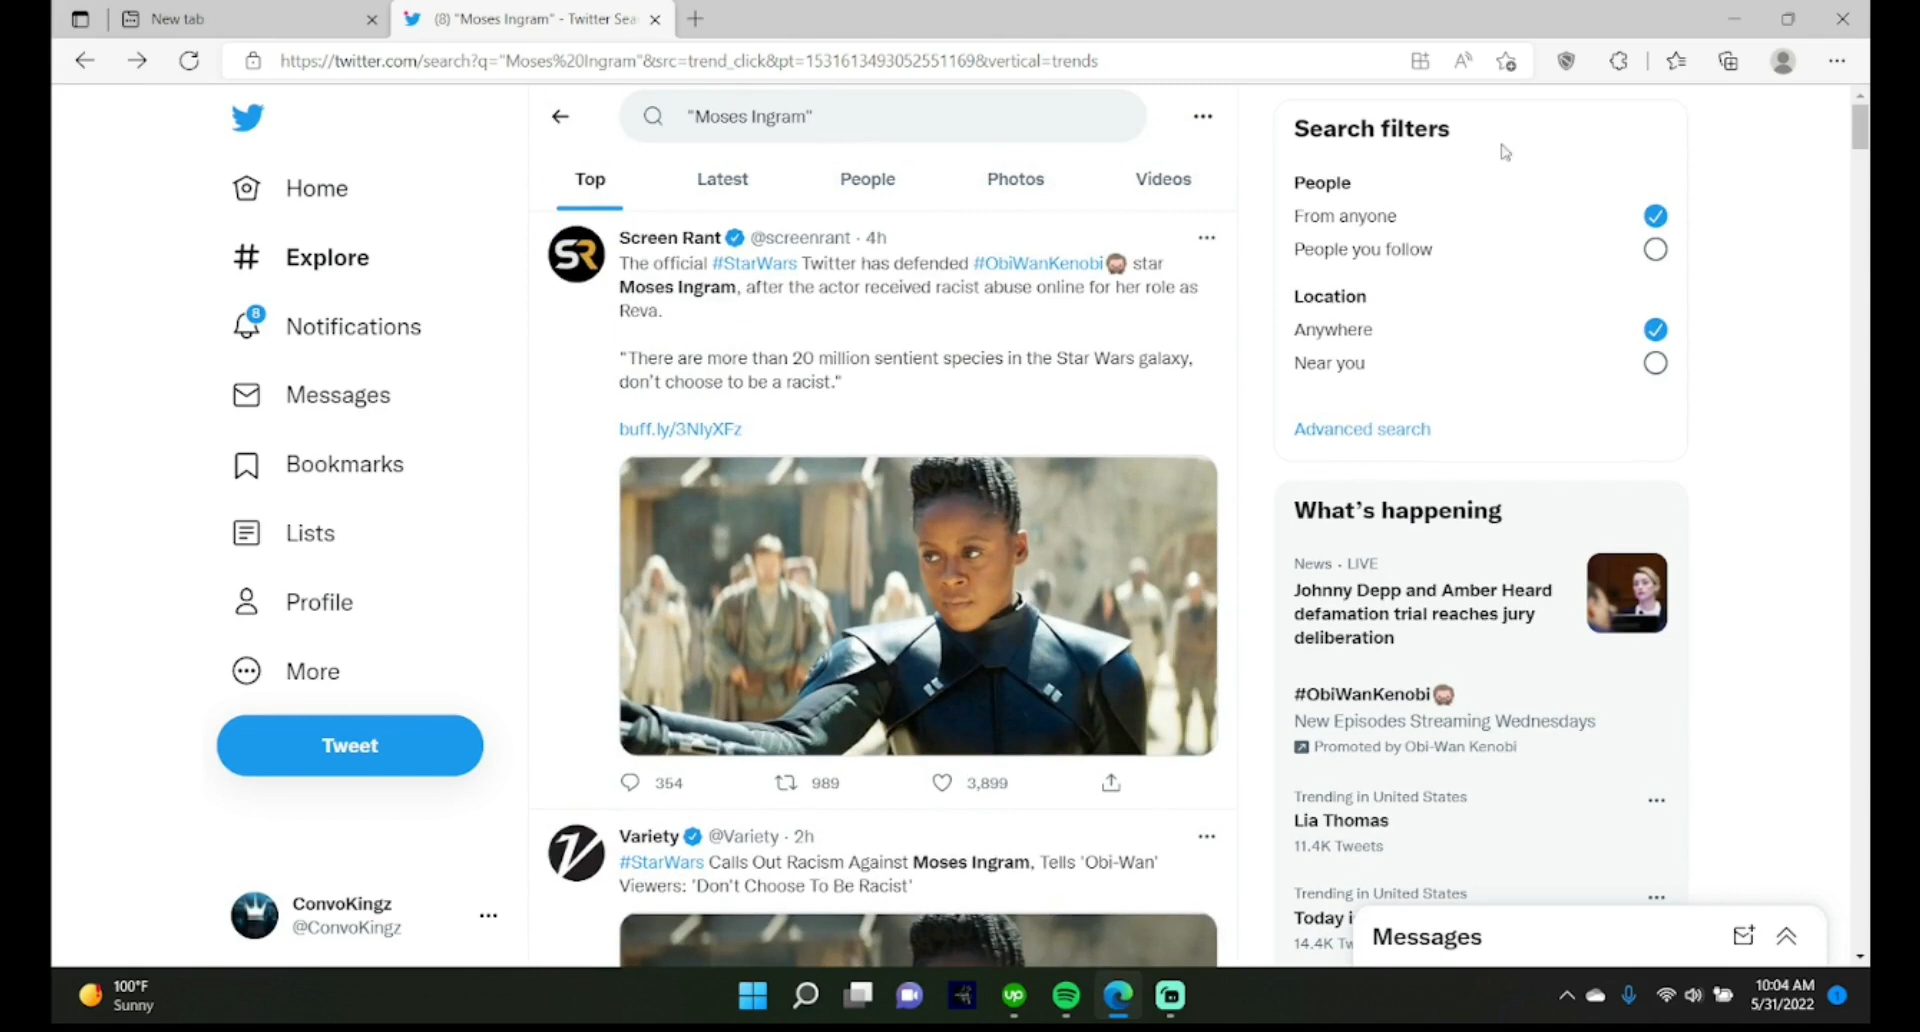 New tab
(8) "Moses Ingram" - Twitter Sea
https://twitter.com/search?q="Moses%20Ingram"&src=trend_click&pt=1531613493052551169&vertical=trends
Home
Explore
8
Notifications
Messages
Bookmarks
Lists
Profile
More
Tweet
ConvoKingz
@ConvoKingz
"Moses Ingram"
Top Latest People Photos Videos
SR
Screen Rant @screenrant · 4h
The official #StarWars Twitter has defended #ObiWanKenobi star
Moses Ingram, after the actor received racist abuse online for her role as
Reva.
"There are more than 20 million sentient species in the Star Wars galaxy,
don't choose to be a racist."
buff.ly/3NIyXFz
354 989 3,899
Variety @Variety · 2h
#StarWars Calls Out Racism Against Moses Ingram, Tells 'Obi-Wan'
Viewers: 'Don't Choose To Be Racist'
Search filters
People
From anyone
People you follow
Location
Anywhere
Near you
Advanced search
What's happening
News · LIVE
Johnny Depp and Amber Heard
defamation trial reaches jury
deliberation
#ObiWanKenobi
New Episodes Streaming Wednesdays
Promoted by Obi-Wan Kenobi
Trending in United States
Lia Thomas
11.4K Tweets
Trending in United States
Today i
14.4K Tw
Messages
100°F
Sunny
up
10:04 AM
5/31/2022
1